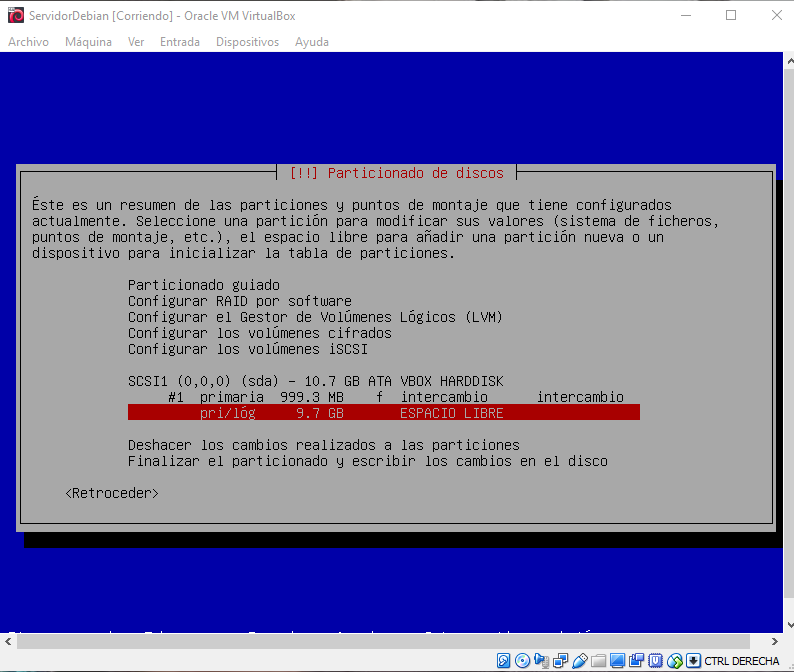 ServidorDebian [Corriendo] - Oracle VM VirtualBox
Archivo Máquina Ver Entrada Dispositivos Ayuda
[!!] Particionado de discos
Éste es un resumen de las particiones y puntos de montaje que tiene configurados
actualmente. Seleccione una partición para modificar sus valores (sistema de ficheros,
puntos de montaje, etc.), el espacio libre para añadir una partición nueva o un
dispositivo para inicializar la tabla de particiones.
Particionado guiado
Configurar RAID por software
Configurar el Gestor de Volúmenes Lógicos (LVM)
Configurar los volúmenes cifrados
Configurar los volúmenes iSCSI
SCSI1 (0,0,0) (sda) - 10.7 GB ATA VBOX HARDDISK
#1 primaria 999.3 MB f intercambio intercambio
pri/lóg 9.7 GB ESPACIO LIBRE
Deshacer los cambios realizados a las particiones
Finalizar el particionado y escribir los cambios en el disco
<Retroceder>
CTRL DERECHA